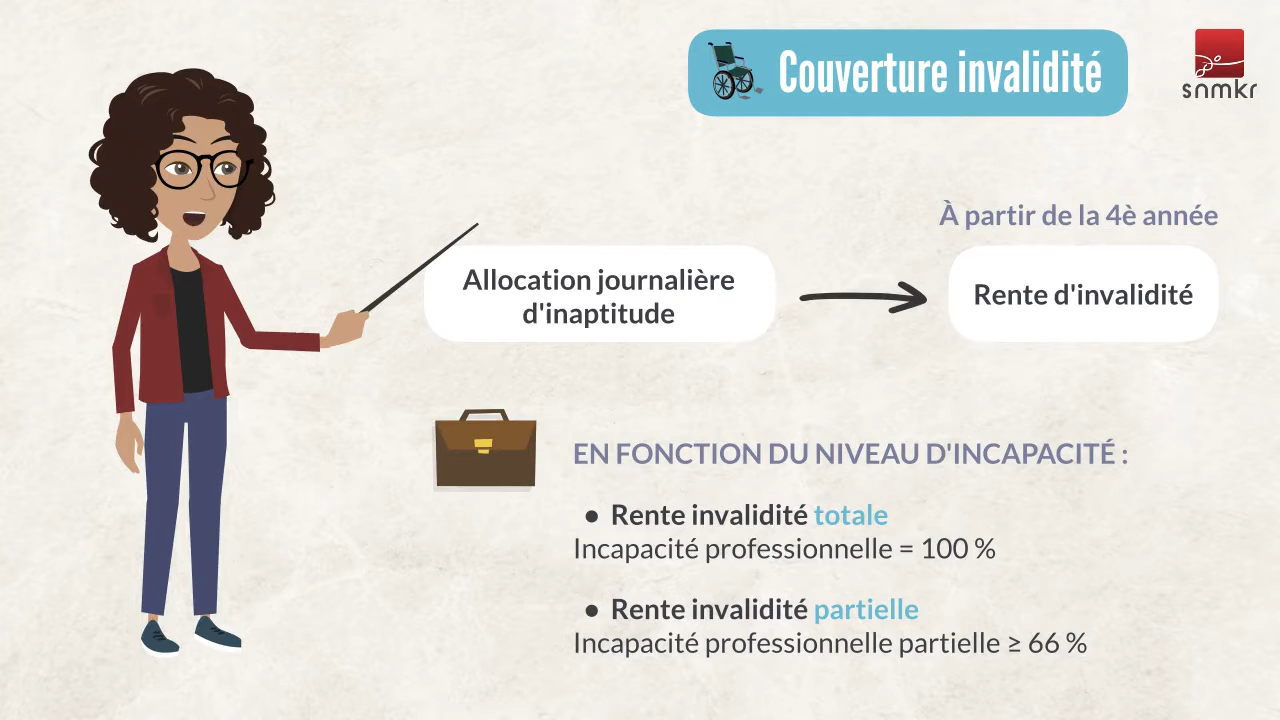 Couverture invalidité
snmkr
À partir de la 4è année
Allocation journalière
d'inaptitude
Rente d'invalidité
EN FONCTION DU NIVEAU D'INCAPACITÉ :
● Rente invalidité totale
Incapacité professionnelle = 100 %
● Rente invalidité partielle
Incapacité professionnelle partielle ≥ 66 %